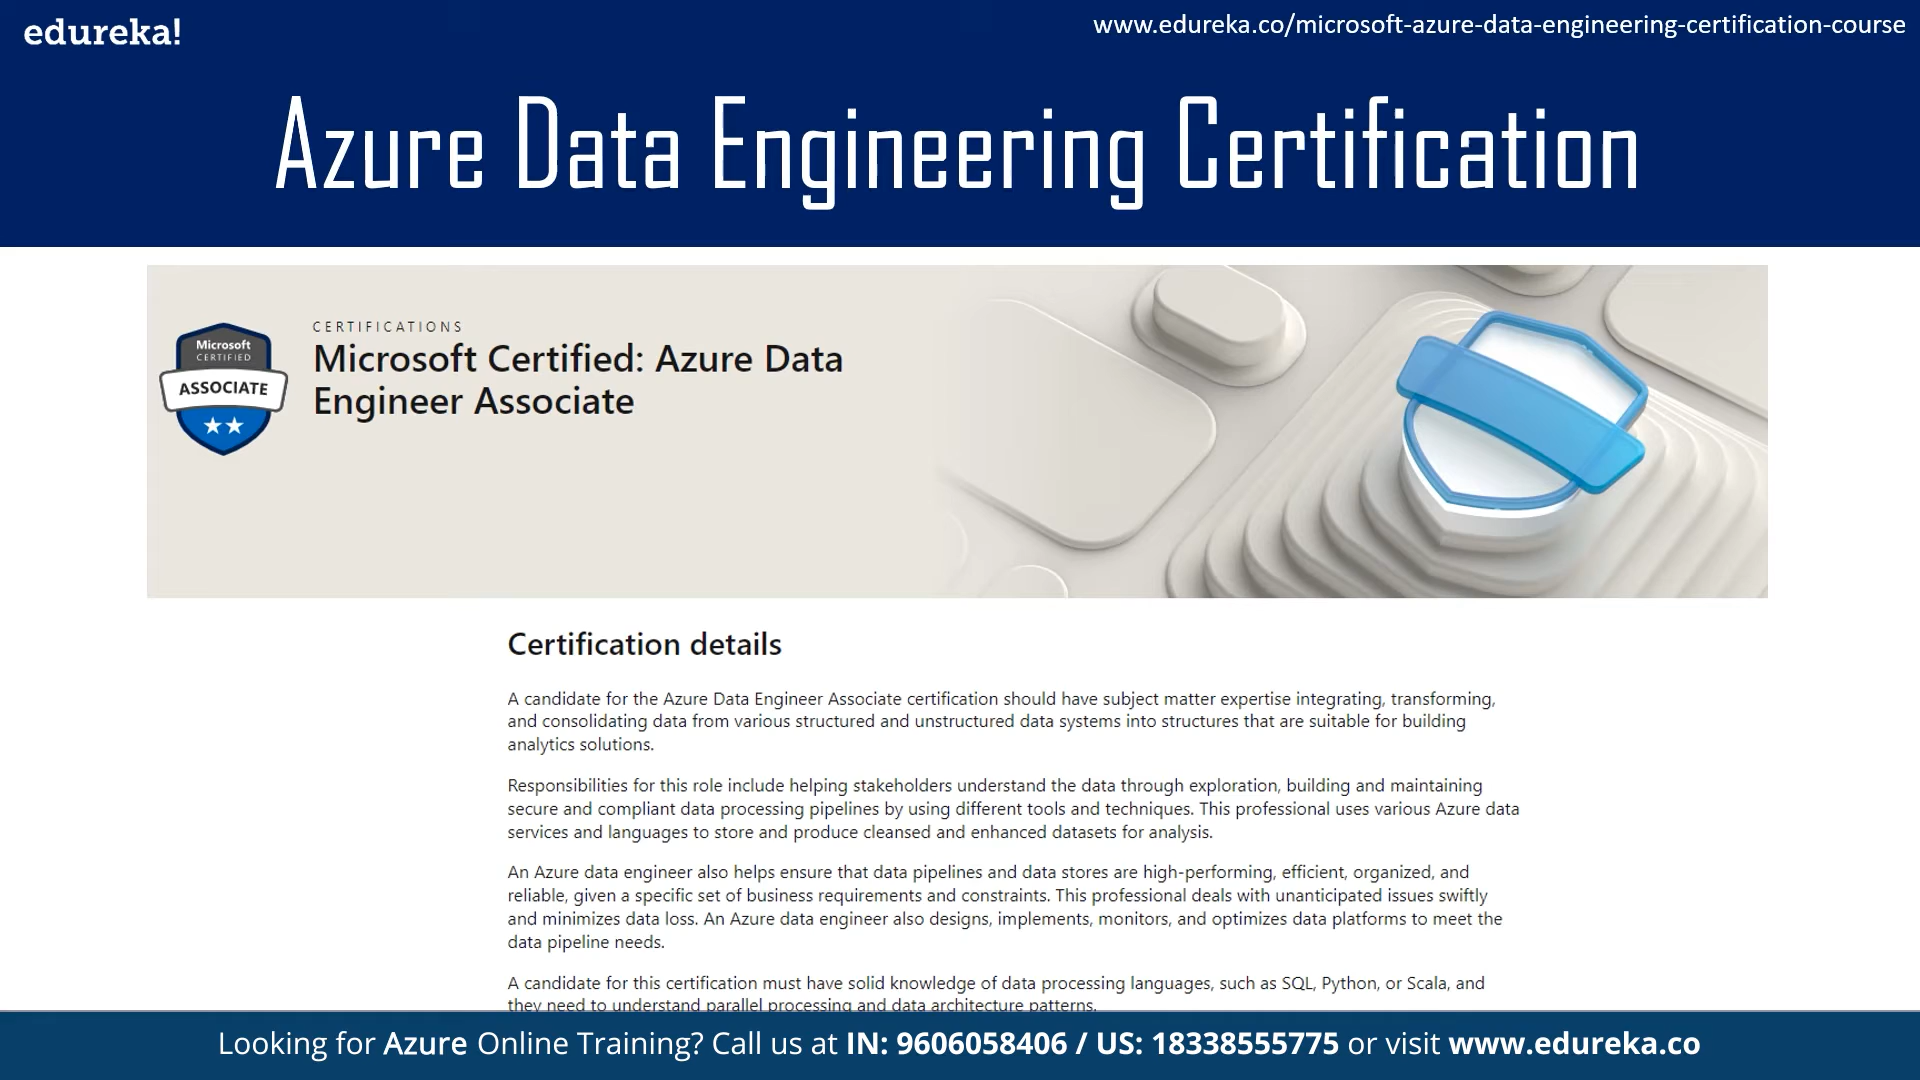 edureka!
www.edureka.co/microsoft-azure-data-engineering-certification-course
Azure Data Engineering Certification
Microsoft
CERTIFIED
ASSOCIATE
CERTIFICATIONS
Microsoft Certified: Azure Data
Engineer Associate
Certification details
A candidate for the Azure Data Engineer Associate certification should have subject matter expertise integrating, transforming,
and consolidating data from various structured and unstructured data systems into structures that are suitable for building
analytics solutions.
Responsibilities for this role include helping stakeholders understand the data through exploration, building and maintaining
secure and compliant data processing pipelines by using different tools and techniques. This professional uses various Azure data
services and languages to store and produce cleansed and enhanced datasets for analysis.
An Azure data engineer also helps ensure that data pipelines and data stores are high-performing, efficient, organized, and
reliable, given a specific set of business requirements and constraints. This professional deals with unanticipated issues swiftly
and minimizes data loss. An Azure data engineer also designs, implements, monitors, and optimizes data platforms to meet the
data pipeline needs.
A candidate for this certification must have solid knowledge of data processing languages, such as SQL, Python, or Scala, and
they need to understand parallel processing and data architecture patterns.
Looking for Azure Online Training? Call us at IN: 9606058406 / US: 18338555775 or visit www.edureka.co